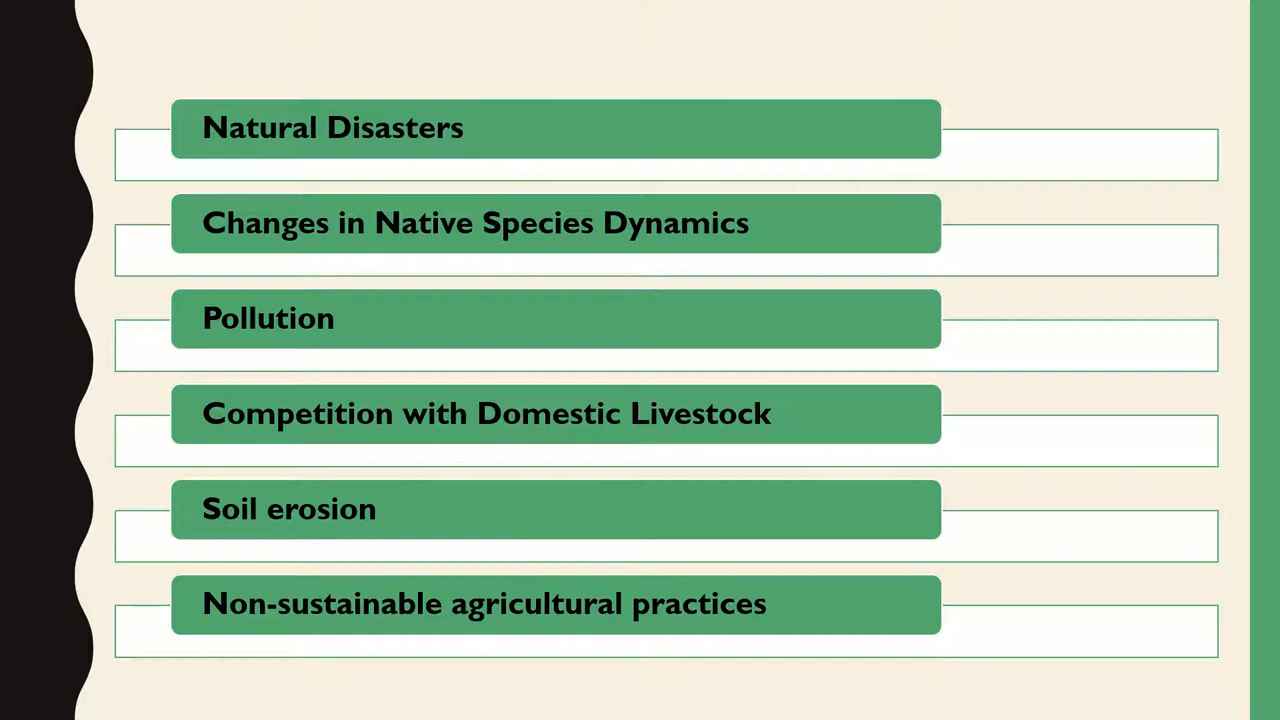 Natural Disasters
Changes in Native Species Dynamics
Pollution
Competition with Domestic Livestock
Soil erosion
Non-sustainable agricultural practices